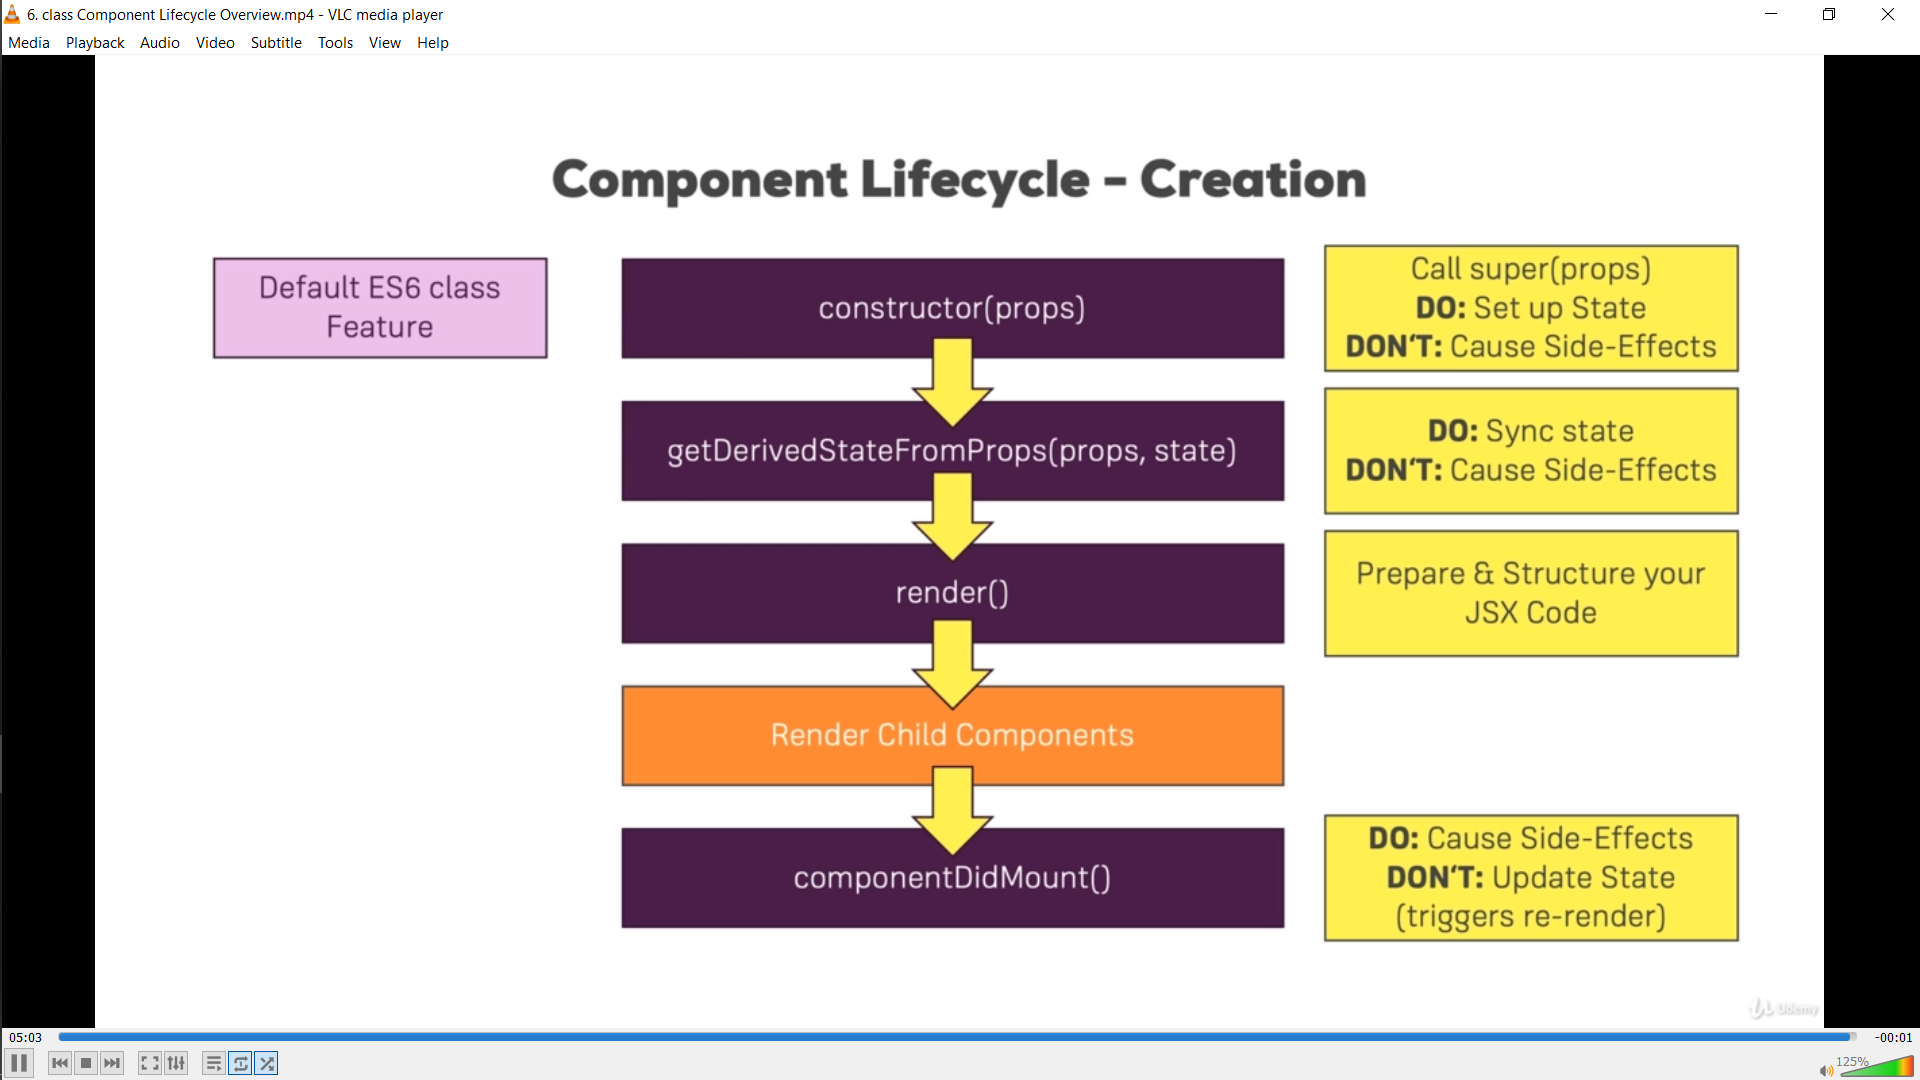 6. class Component Lifecycle Overview.mp4 - VLC media player
Media Playback Audio Video Subtitle Tools View Help
Component Lifecycle - Creation
Default ES6 class
Feature
constructor(props)
Call super(props)
DO: Set up State
DON'T: Cause Side-Effects
getDerivedStateFromProps(props, state)
DO: Sync state
DON'T: Cause Side-Effects
render()
Prepare & Structure your
JSX Code
Render Child Components
componentDidMount()
DO: Cause Side-Effects
DON'T: Update State
(triggers re-render)
Udemy
05:03
-00:01
125%